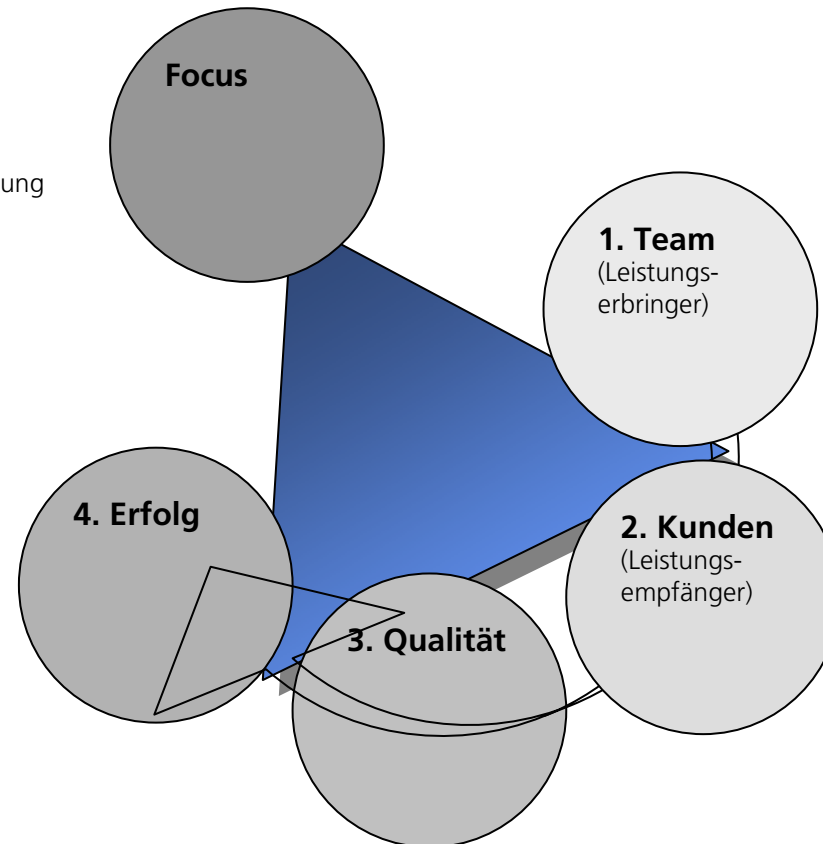 Focus
ung
1. Team
(Leistungs-
erbringer)
4. Erfolg
2. Kunden
(Leistungs-
empfänger)
3. Qualität